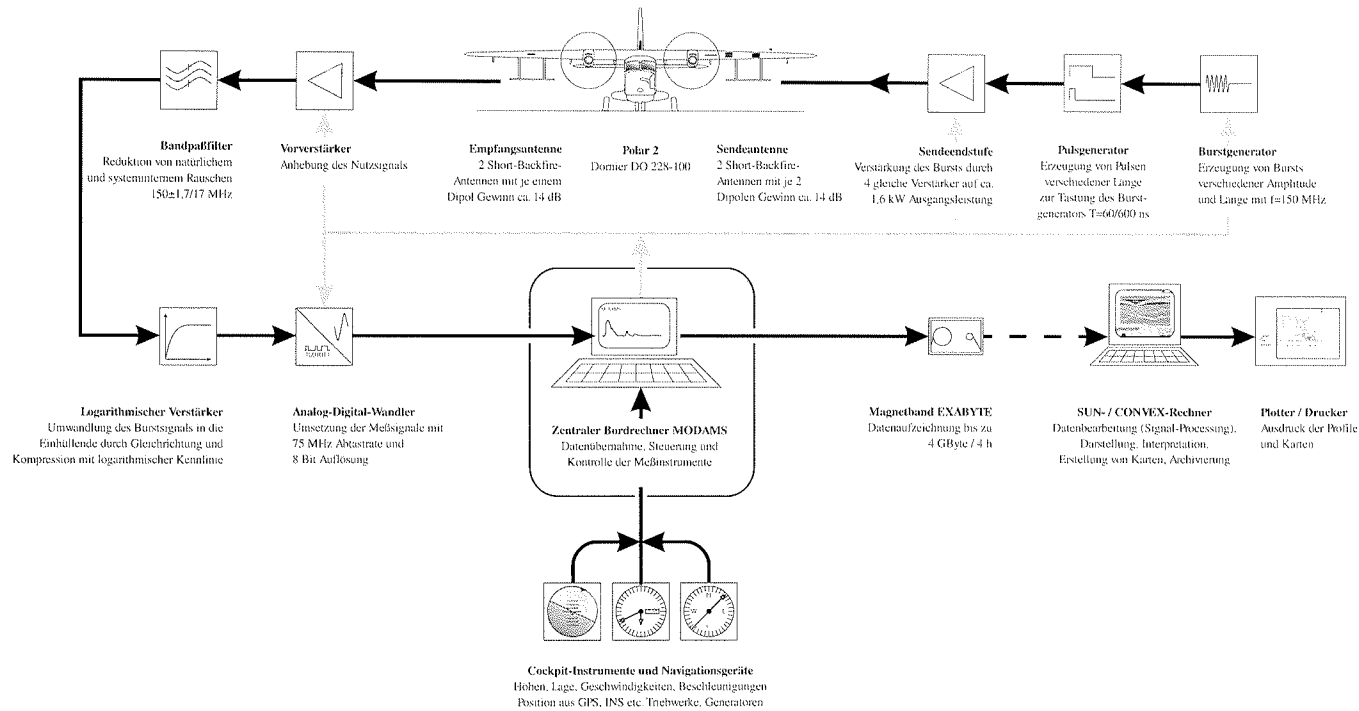 Bandpaßfilter
Reduktion von natürlichem
und systeminternem Rauschen
150±1,7/17 MHz
Vorverstärker
Anhebung des Nutzsignals
Empfangsantenne
2 Short-Backfire-
Antennen mit je einem
Dipol Gewinn ca. 14 dB
Polar 2
Dornier DO 228-100
Sendeantenne
2 Short-Backfire-
Antennen mit je 2
Dipolen Gewinn ca. 14 dB
Sendeendstufe
Verstärkung des Bursts durch
4 gleiche Verstärker auf ca.
1,6 kW Ausgangsleistung
Pulsgenerator
Erzeugung von Pulsen
verschiedener Länge
zur Tastung des Burst-
generators T=60/600 ns
Burstgenerator
Erzeugung von Bursts
verschiedener Amplitude
und Länge mit f=150 MHz
Logarithmischer Verstärker
Umwandlung des Burstsignals in die
Einhüllende durch Gleichrichtung und
Kompression mit logarithmischer Kennlinie
Analog-Digital-Wandler
Umsetzung der Meßsignale mit
75 MHz Abtastrate und
8 Bit Auflösung
Zentraler Bordrechner MODAMS
Datenübernahme, Steuerung und
Kontrolle der Meßinstrumente
Magnetband EXABYTE
Datenaufzeichnung bis zu
4 GByte / 4 h
SUN- / CONVEX-Rechner
Datenbearbeitung (Signal-Processing),
Darstellung, Interpretation,
Erstellung von Karten, Archivierung
Plotter / Drucker
Ausdruck der Profile
und Karten
N
W
E
Cockpit-Instrumente und Navigationsgeräte
Höhen, Lage, Geschwindigkeiten, Beschleunigungen
Position aus GPS, INS etc. Triebwerke, Generatoren